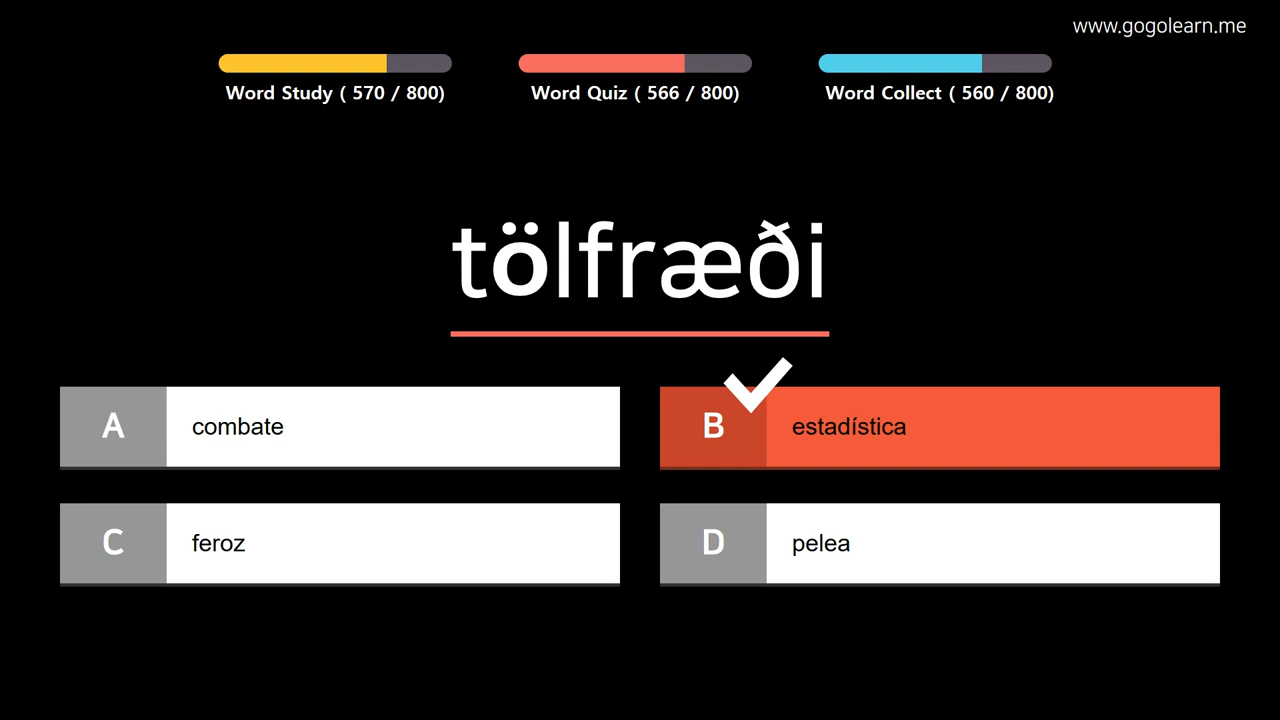 www.gogolearn.me
Word Study ( 570 / 800)
Word Quiz ( 566 / 800)
Word Collect ( 560 / 800)
tölfræði
A combate
B estadística
C feroz
D pelea